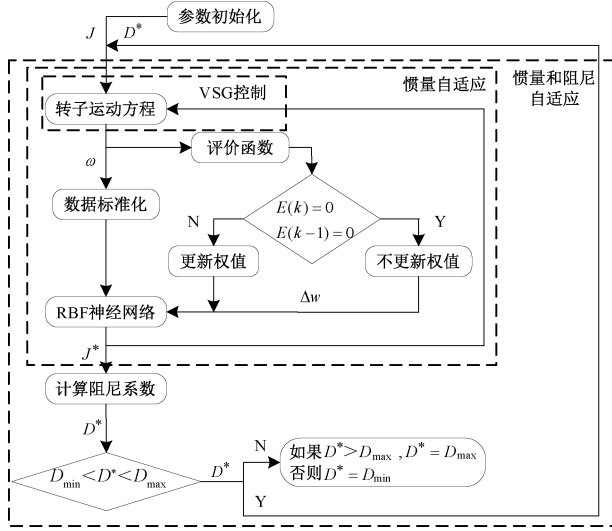 参数初始化
J D*
惯量和阻尼
自适应
惯量自适应
VSG控制
转子运动方程
ω
评价函数
数据标准化
E(k)=0
E(k−1)=0
N
Y
更新权值
不更新权值
Δw
RBF神经网络
J*
计算阻尼系数
D*
Dmin<D*<Dmax
D*
N
如果D*>Dmax ,D*=Dmax
否则D*=Dmin
Y